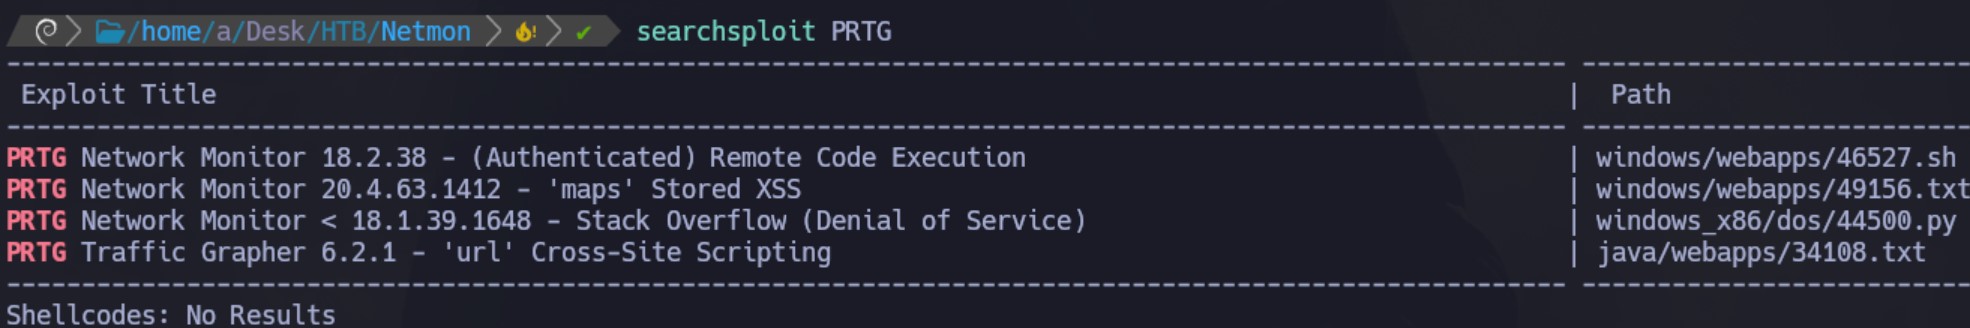 /home/a/Desk/HTB/Netmon searchsploit PRTG
Exploit Title | Path
PRTG Network Monitor 18.2.38 - (Authenticated) Remote Code Execution | windows/webapps/46527.sh
PRTG Network Monitor 20.4.63.1412 - 'maps' Stored XSS | windows/webapps/49156.txt
PRTG Network Monitor < 18.1.39.1648 - Stack Overflow (Denial of Service) | windows_x86/dos/44500.py
PRTG Traffic Grapher 6.2.1 - 'url' Cross-Site Scripting | java/webapps/34108.txt
Shellcodes: No Results